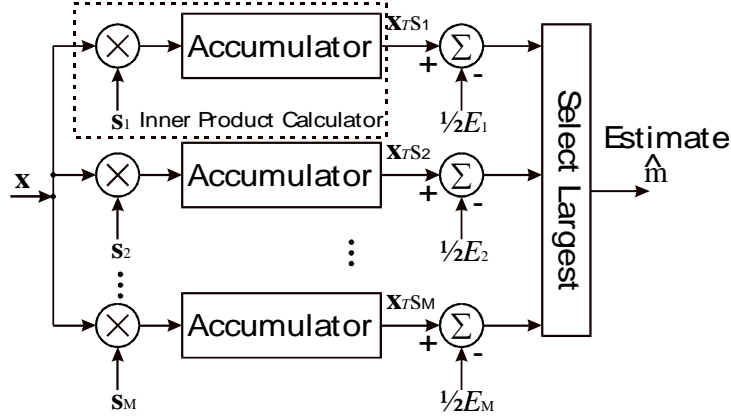 Accumulator
xTS1
Σ
+
-
s1 Inner Product Calculator
½E1
x
Accumulator
xTS2
Σ
+
-
s2
½E2
Select Largest
Estimate
m̂
Accumulator
xTSM
Σ
+
-
sM
½EM